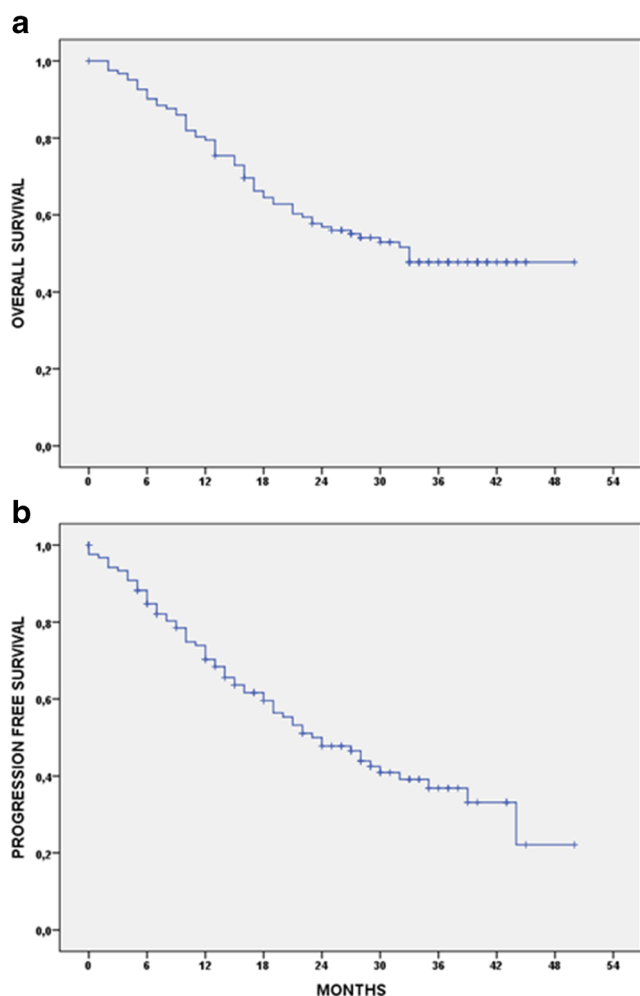 a
OVERALL SURVIVAL
1,0
0,8
0,6
0,4
0,2
0,0
0 6 12 18 24 30 36 42 48 54
b
PROGRESSION FREE SURVIVAL
1,0
0,8
0,6
0,4
0,2
0,0
0 6 12 18 24 30 36 42 48 54
MONTHS